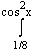 cos²x
∫
1/8